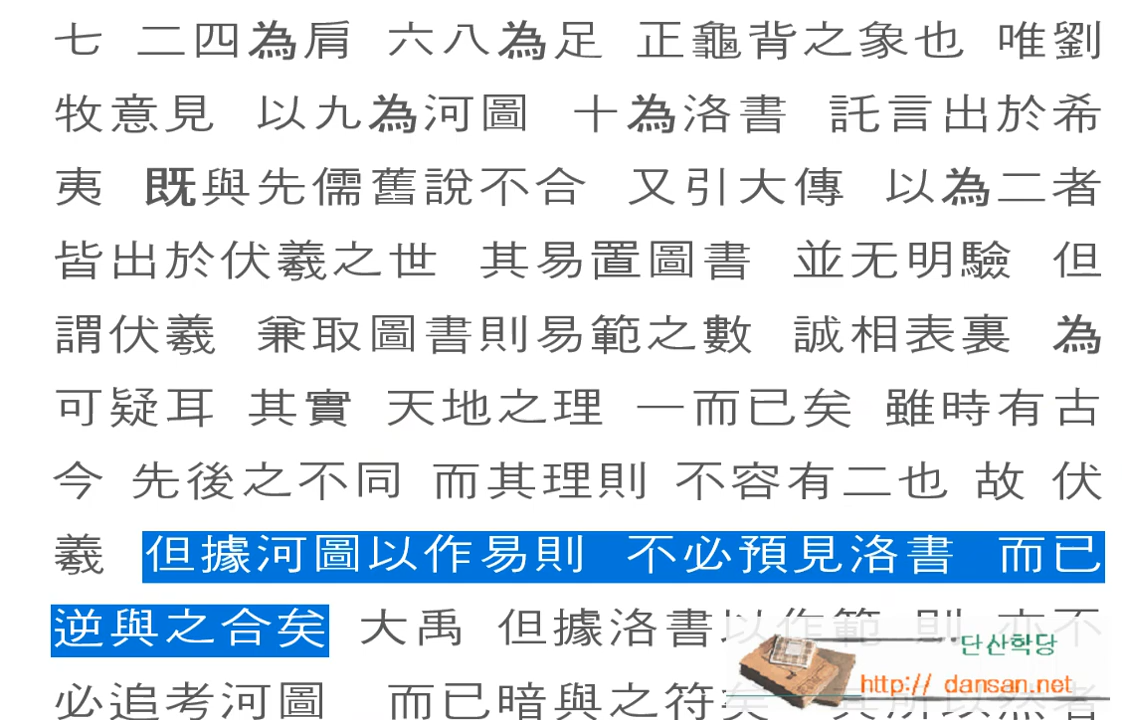 七 二四為肩 六八為足 正龜背之象也 唯劉
牧意見 以九為河圖 十為洛書 託言出於希
夷 既與先儒舊說不合 又引大傳 以為二者
皆出於伏羲之世 其易置圖書 並无明驗 但
謂伏羲 兼取圖書則易範之數 誠相表裏 為
可疑耳 其實 天地之理 一而已矣 雖時有古
今 先後之不同 而其理則 不容有二也 故 伏
羲 但據河圖以作易則 不必預見洛書 而已
逆與之合矣 大禹 但據洛書以作範 則 亦不
必追考河圖 而已暗與之符矣 其所以然者
단산학당
http:// dansan.net